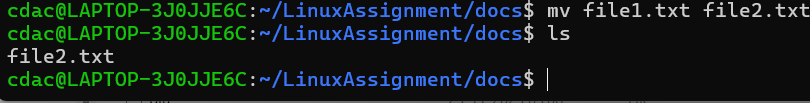 cdac@LAPTOP-3J0JJE6C:~/LinuxAssignment/docs$ mv file1.txt file2.txt
cdac@LAPTOP-3J0JJE6C:~/LinuxAssignment/docs$ ls
file2.txt
cdac@LAPTOP-3J0JJE6C:~/LinuxAssignment/docs$